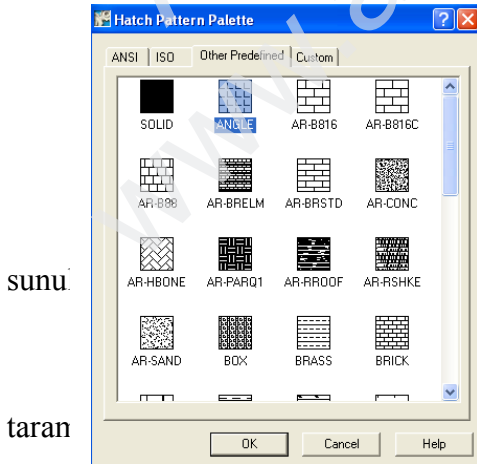 Hatch Pattern Palette
ANSI ISO Other Predefined Custom
SOLID ANGLE AR-B816 AR-B816C
AR-B88 AR-BRELM AR-BRSTD AR-CONC
AR-HBONE AR-PARQ1 AR-RROOF AR-RSHKE
sunul
AR-SAND BOX BRASS BRICK
taram
OK Cancel Help